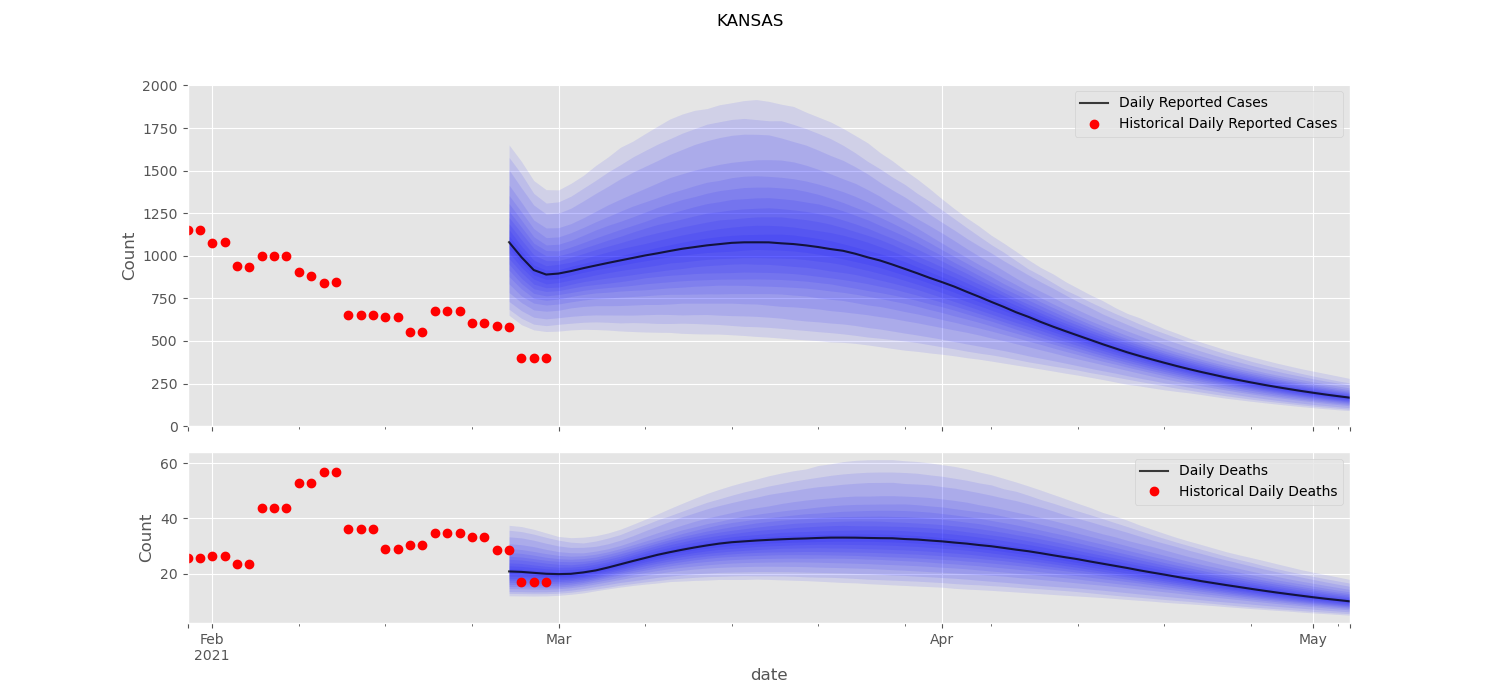 KANSAS
2000
1750
1500
1250
1000
750
500
250
0
Count
Daily Reported Cases
Historical Daily Reported Cases
60
40
20
Count
Daily Deaths
Historical Daily Deaths
Feb
2021
Mar
Apr
May
date